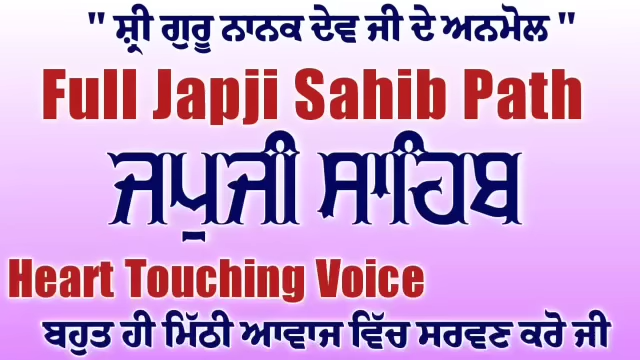 " ਸ਼੍ਰੀ ਗੁਰੂ ਨਾਨਕ ਦੇਵ ਜੀ ਦੇ ਅਨਮੋਲ "
Full Japji Sahib Path
ਜਪੁਜੀ ਸਾਹਿਬ
Heart Touching Voice
ਬਹੁਤ ਹੀ ਮਿੱਠੀ ਆਵਾਜ ਵਿੱਚ ਸਰਵਣ ਕਰੋ ਜੀ